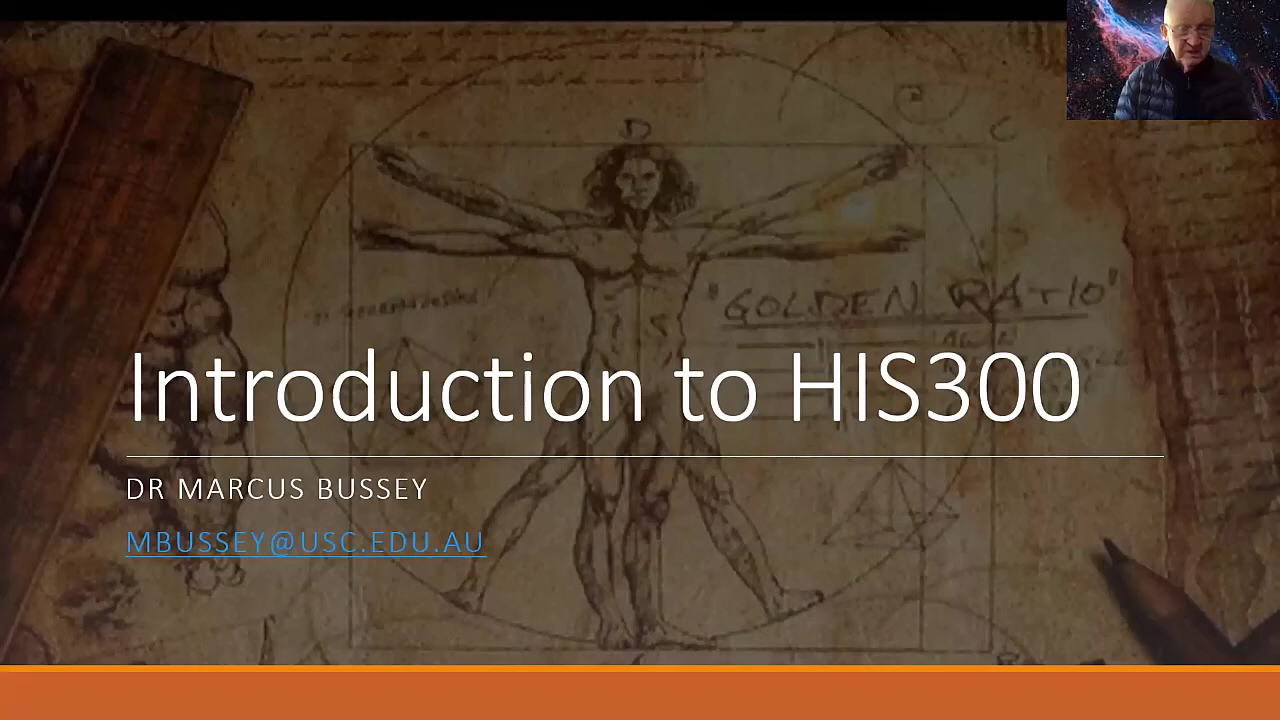 Introduction to HIS300
DR MARCUS BUSSEY
MBUSSEY@USC.EDU.AU
"GOLDEN RATIO"
D
C